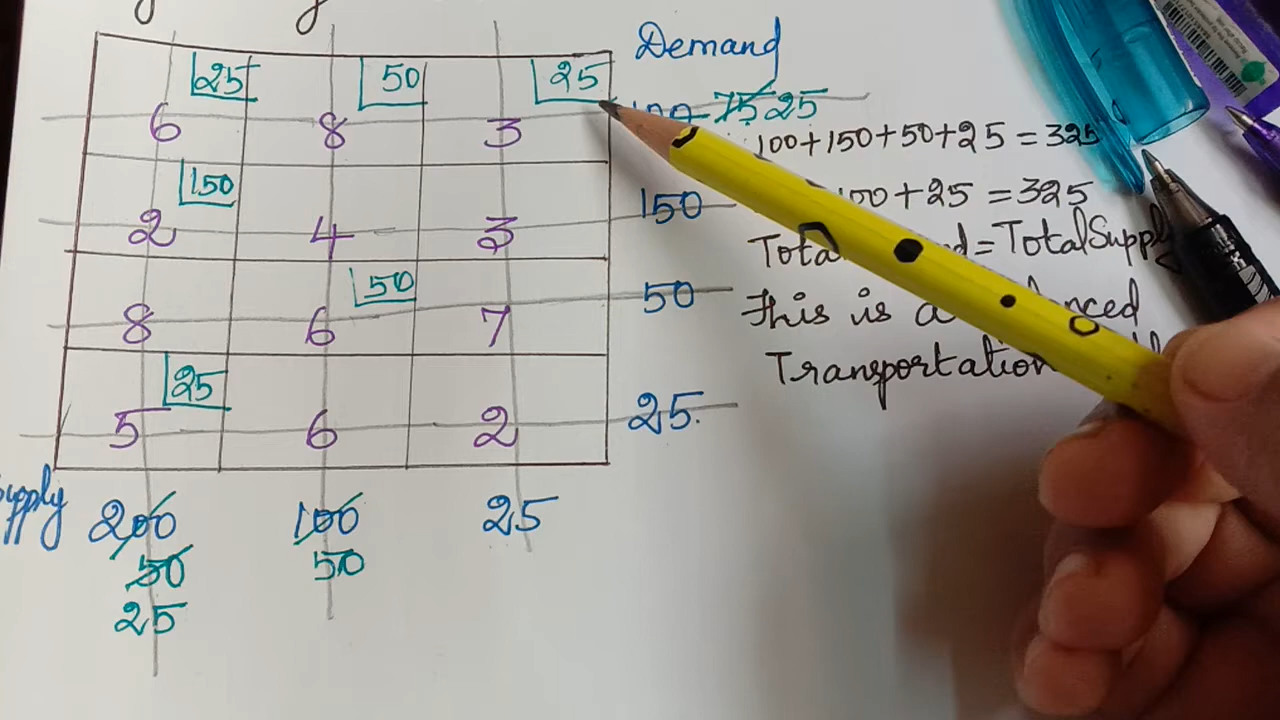 Demand
25 50 25
6 8 3 100 75 25
100+150+50+25 = 325
150
2 4 3 150
100+25 = 325
= Total Supply
50
8 6 7 50
This is a
Transportation
25
5 6 2 25.
Supply 200 100 25
50 50
25